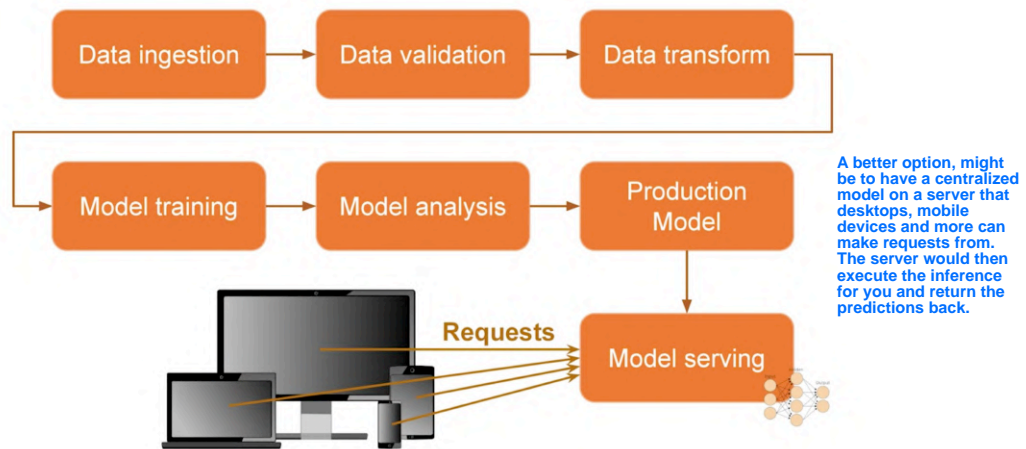 Data ingestion
Data validation
Data transform
Model training
Model analysis
Production
Model
A better option, might
be to have a centralized
model on a server that
desktops, mobile
devices and more can
make requests from.
The server would then
execute the inference
for you and return the
predictions back.
Requests
Model serving